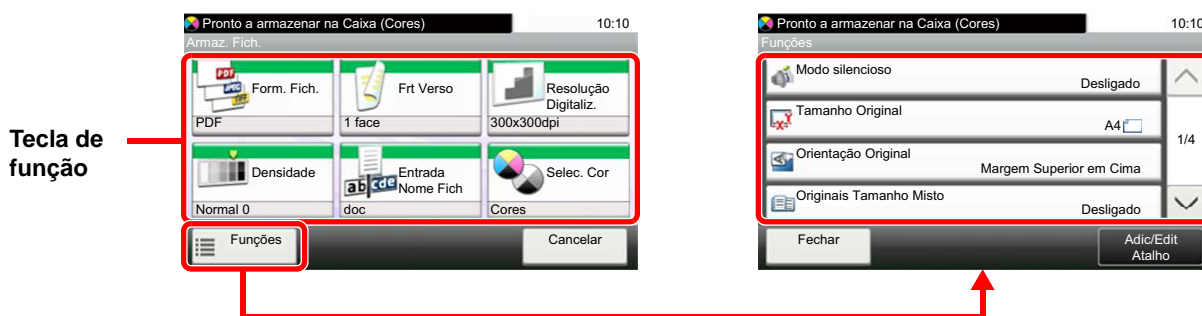 Pronto a armazenar na Caixa (Cores) 10:10
Armaz. Fich.
Form. Fich.
PDF
Frt Verso
1 face
Resolução
Digitaliz.
300x300dpi
Densidade
Normal 0
ab cde
Entrada
Nome Fich
doc
Selec. Cor
Cores
Funções
Cancelar
Tecla de
função
Pronto a armazenar na Caixa (Cores) 10:10
Funções
Modo silencioso
Desligado
Tamanho Original
A4
Orientação Original
Margem Superior em Cima
Originais Tamanho Misto
Desligado
1/4
Fechar
Adic/Edit
Atalho